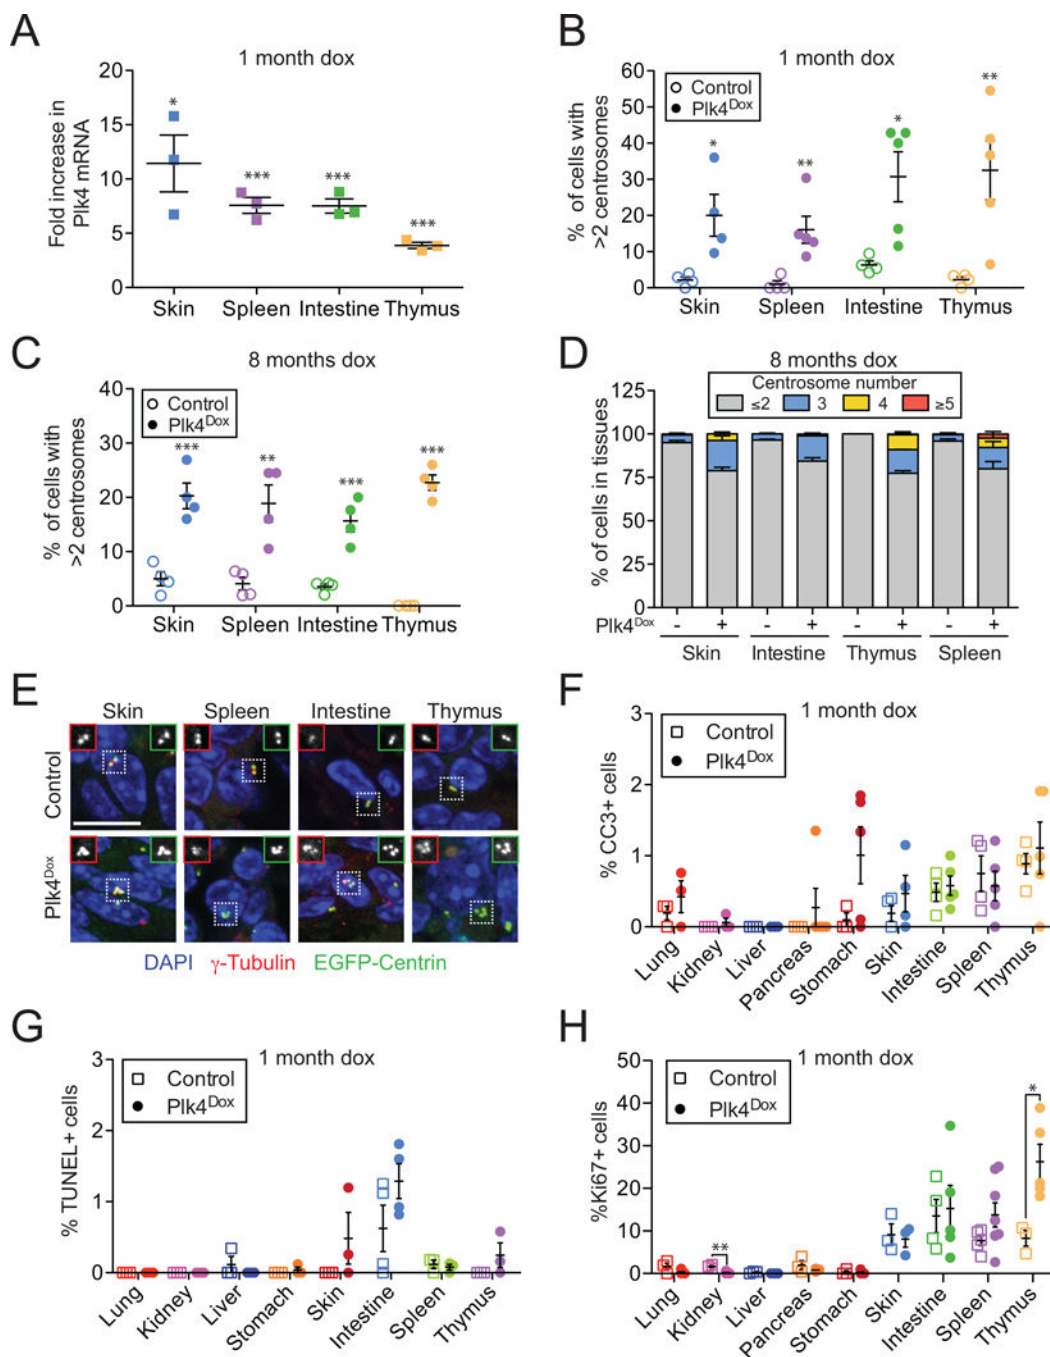 A
1 month dox
Fold increase in
Plk4 mRNA
20
15
10
5
0
*
***
***
***
Skin Spleen Intestine Thymus
B
1 month dox
% of cells with
>2 centrosomes
60
50
40
30
20
10
0
Control
Plk4Dox
*
**
*
**
Skin Spleen Intestine Thymus
C
8 months dox
% of cells with
>2 centrosomes
40
30
20
10
0
Control
Plk4Dox
***
**
***
***
Skin Spleen Intestine Thymus
D
8 months dox
Centrosome number
≤2 3 4 ≥5
% of cells in tissues
125
100
75
50
25
0
Plk4Dox - + - + - + - +
Skin Intestine Thymus Spleen
E
Skin Spleen Intestine Thymus
Control
Plk4Dox
DAPI γ-Tubulin EGFP-Centrin
F
1 month dox
% CC3+ cells
3
2
1
0
Control
Plk4Dox
Lung Kidney Liver Pancreas Stomach Skin Intestine Spleen Thymus
G
1 month dox
% TUNEL+ cells
3
2
1
0
Control
Plk4Dox
Lung Kidney Liver Stomach Skin Intestine Spleen Thymus
H
1 month dox
%Ki67+ cells
50
40
30
20
10
0
Control
Plk4Dox
**
*
Lung Kidney Liver Pancreas Stomach Skin Intestine Spleen Thymus